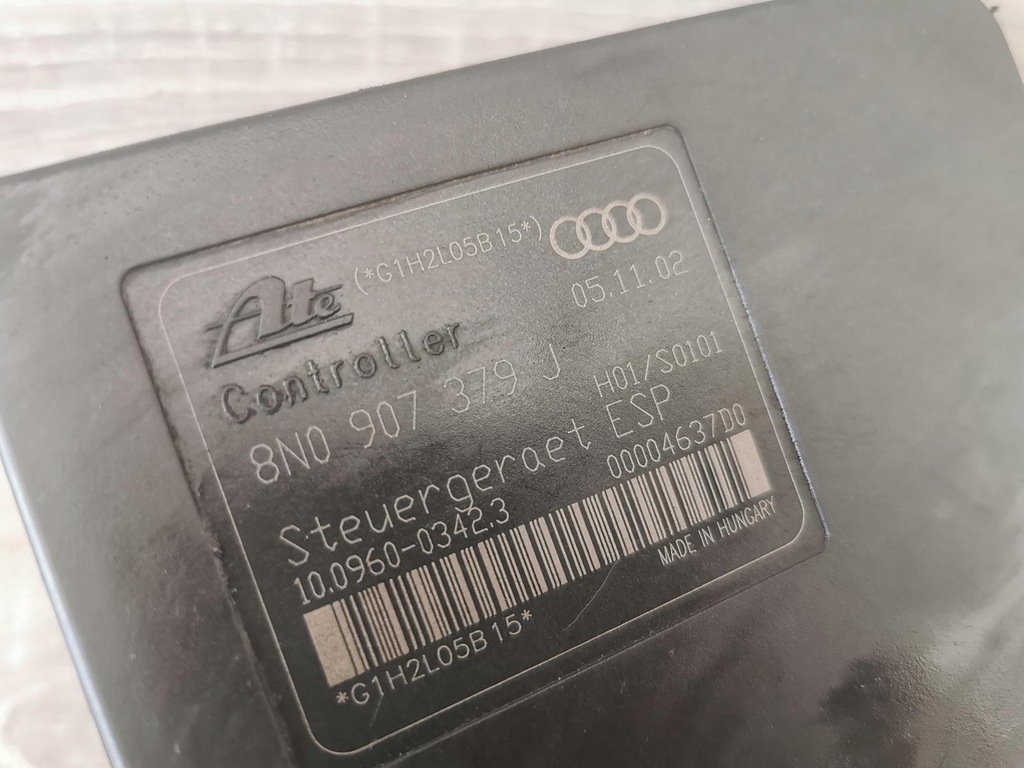 Ate (*G1H2L05B15*)
05.11.02
Controller
8N0 907 379 J H01/S0101
Steuergeraet ESP
10.0960-0342.3 00004637D0
MADE IN HUNGARY
*G1H2L05B15*